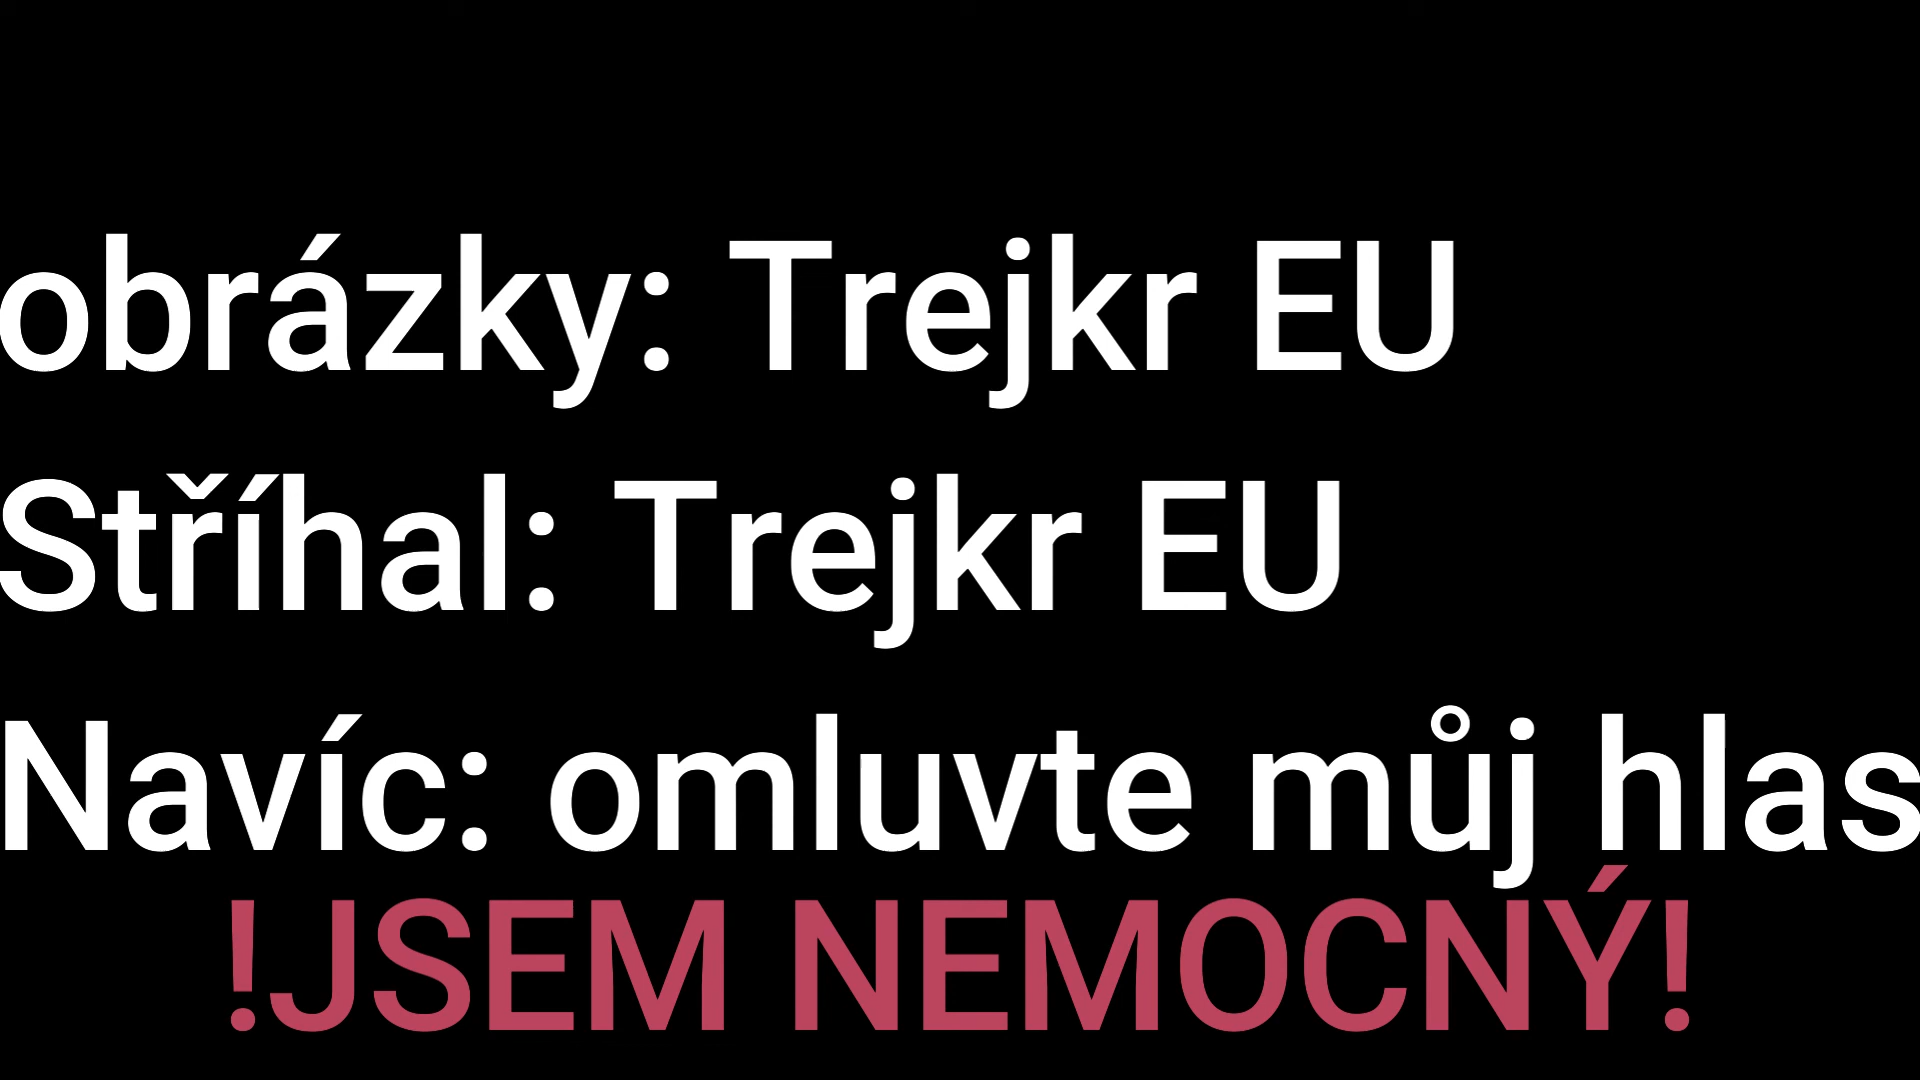 obrázky: Trejkr EU
Stříhal: Trejkr EU
Navíc: omluvte můj hlas
!JSEM NEMOCNÝ!